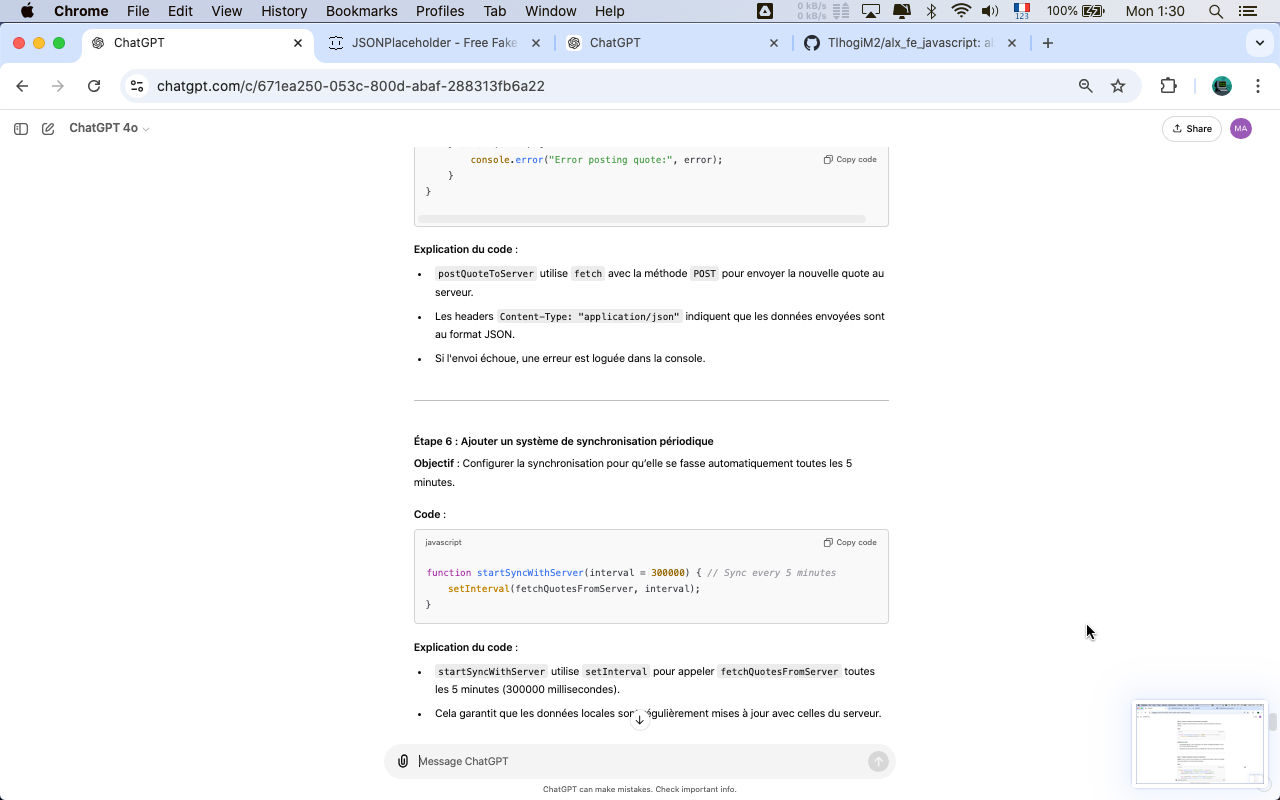 Chrome File Edit View History Bookmarks Profiles Tab Window Help 0 kB/s 0 kB/s 123 100% Mon 1:30
ChatGPT JSONPlaceholder - Free Fake ChatGPT TlhogiM2/alx_fe_javascript: al
chatgpt.com/c/671ea250-053c-800d-abaf-288313fb6a22
ChatGPT 4o Share MA
console.error("Error posting quote:", error); Copy code
}
}
Explication du code :
• postQuoteToServer utilise fetch avec la méthode POST pour envoyer la nouvelle quote au
serveur.
• Les headers Content-Type: "application/json" indiquent que les données envoyées sont
au format JSON.
• Si l'envoi échoue, une erreur est loguée dans la console.
Étape 6 : Ajouter un système de synchronisation périodique
Objectif : Configurer la synchronisation pour qu'elle se fasse automatiquement toutes les 5
minutes.
Code :
javascript Copy code
function startSyncWithServer(interval = 300000) { // Sync every 5 minutes
setInterval(fetchQuotesFromServer, interval);
}
Explication du code :
• startSyncWithServer utilise setInterval pour appeler fetchQuotesFromServer toutes
les 5 minutes (300000 millisecondes).
• Cela garantit que les données locales sont régulièrement mises à jour avec celles du serveur.
Message ChatGPT
ChatGPT can make mistakes. Check important info.